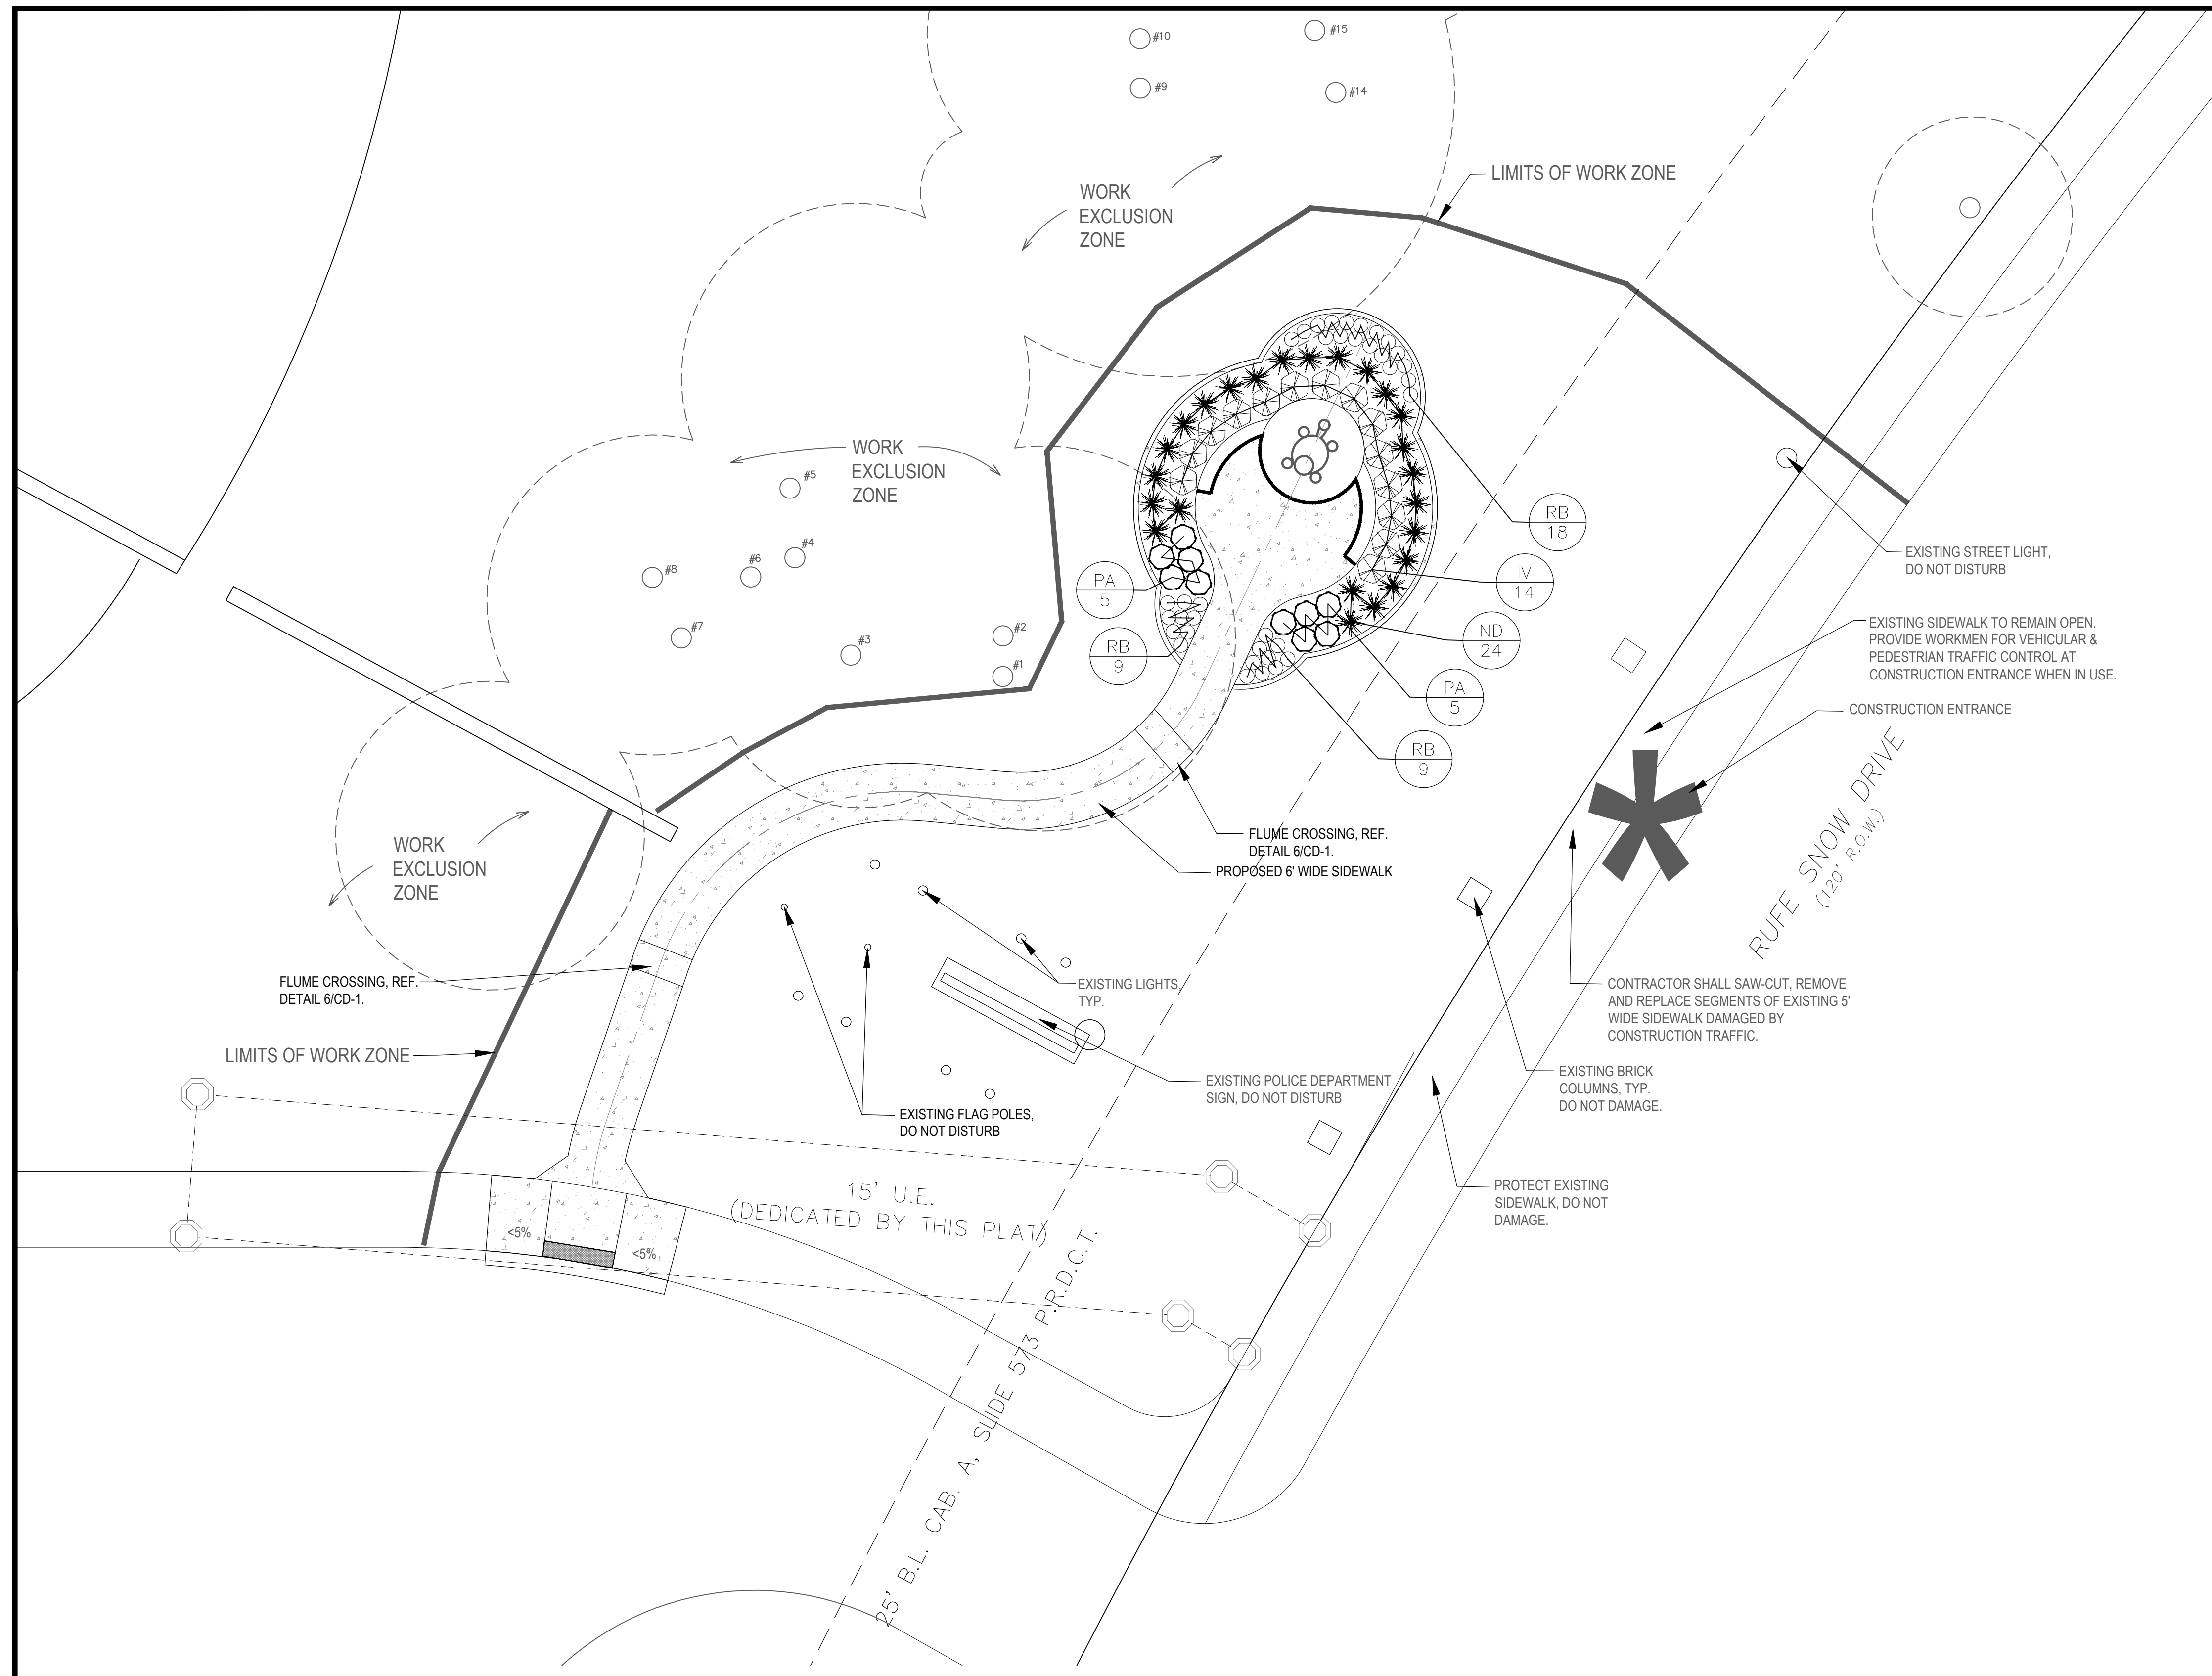 #10
#15
#9
#14
WORK
EXCLUSION
ZONE
LIMITS OF WORK ZONE
WORK
EXCLUSION
ZONE
#5
#4
#6
#8
#7
#3
#2
#1
RB
18
IV
14
ND
24
PA
5
RB
9
PA
5
RB
9
EXISTING STREET LIGHT,
DO NOT DISTURB
EXISTING SIDEWALK TO REMAIN OPEN.
PROVIDE WORKMEN FOR VEHICULAR &
PEDESTRIAN TRAFFIC CONTROL AT
CONSTRUCTION ENTRANCE WHEN IN USE.
CONSTRUCTION ENTRANCE
RUFE SNOW DRIVE
(120' R.O.W.)
WORK
EXCLUSION
ZONE
FLUME CROSSING, REF.
DETAIL 6/CD-1.
PROPOSED 6' WIDE SIDEWALK
FLUME CROSSING, REF.
DETAIL 6/CD-1.
LIMITS OF WORK ZONE
EXISTING LIGHTS,
TYP.
CONTRACTOR SHALL SAW-CUT, REMOVE
AND REPLACE SEGMENTS OF EXISTING 5'
WIDE SIDEWALK DAMAGED BY
CONSTRUCTION TRAFFIC.
EXISTING BRICK
COLUMNS, TYP.
DO NOT DAMAGE.
EXISTING POLICE DEPARTMENT
SIGN, DO NOT DISTURB
EXISTING FLAG POLES,
DO NOT DISTURB
PROTECT EXISTING
SIDEWALK, DO NOT
DAMAGE.
15' U.E.
(DEDICATED BY THIS PLAT)
<5%
<5%
25' B.L. CAB. A, SLIDE 573 P.R.D.C.T.